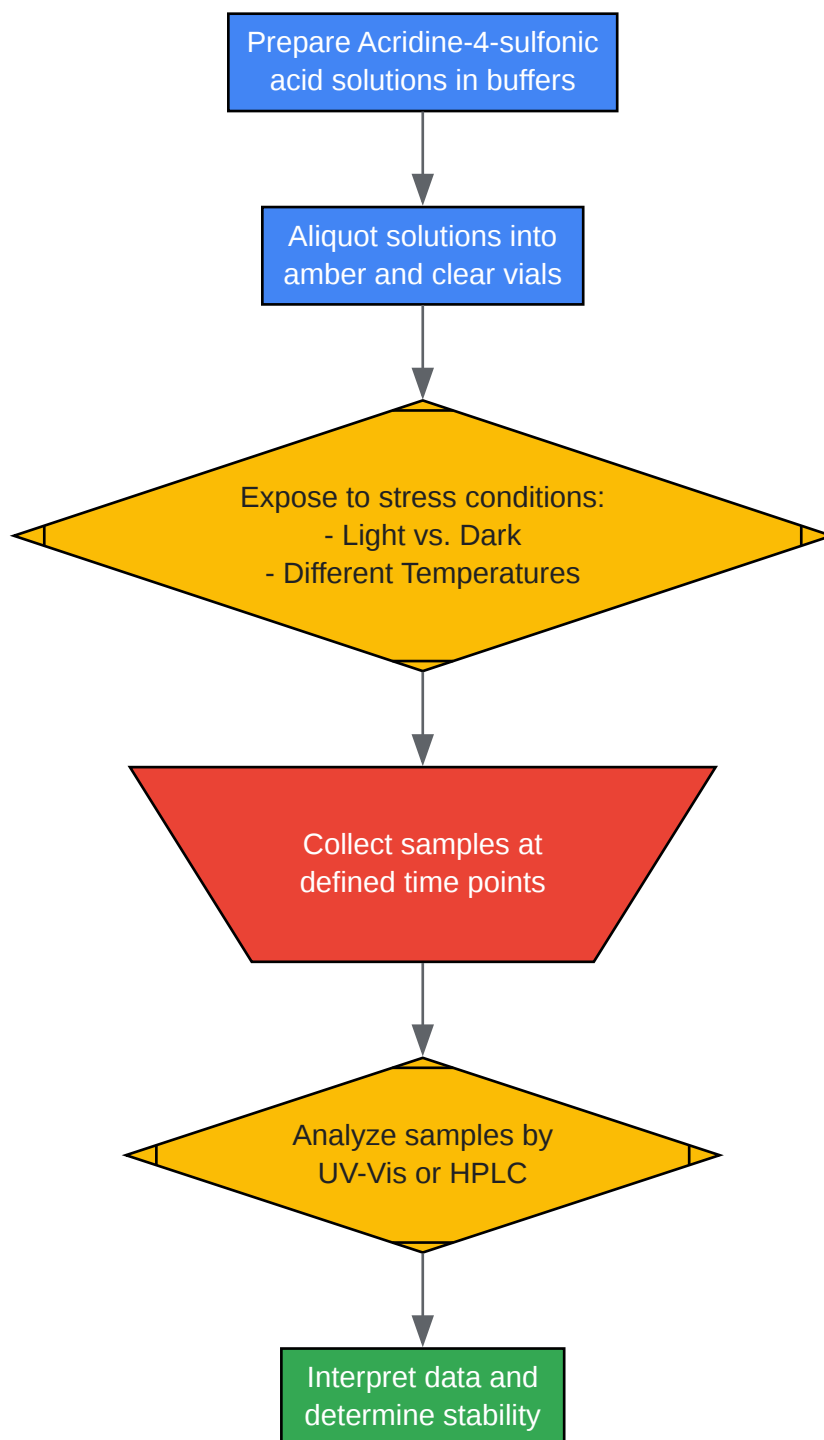 Prepare Acridine-4-sulfonic
acid solutions in buffers
Aliquot solutions into
amber and clear vials
Expose to stress conditions:
- Light vs. Dark
- Different Temperatures
Collect samples at
defined time points
Analyze samples by
UV-Vis or HPLC
Interpret data and
determine stability